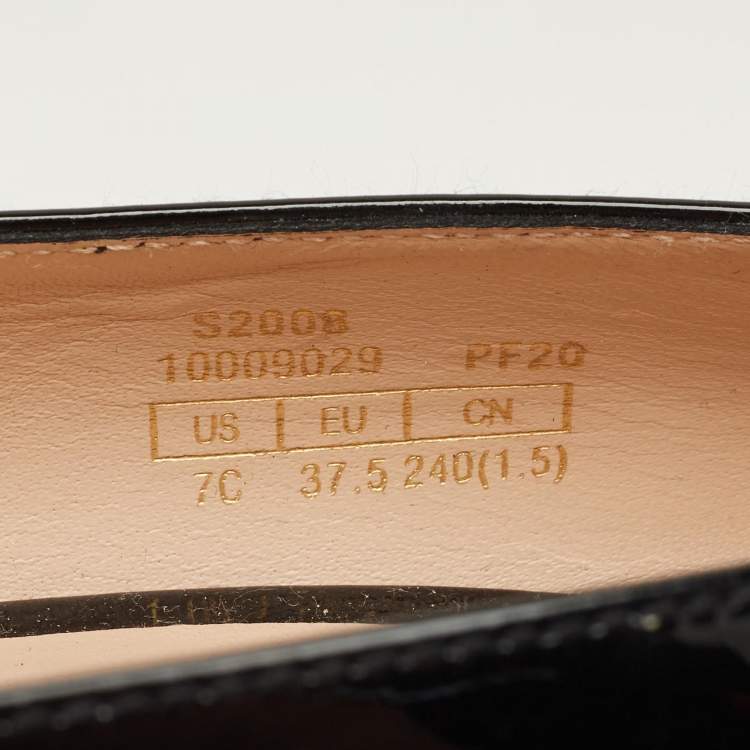 S2008
10009029 PF20
US EU CN
7C 37.5 240(1.5)